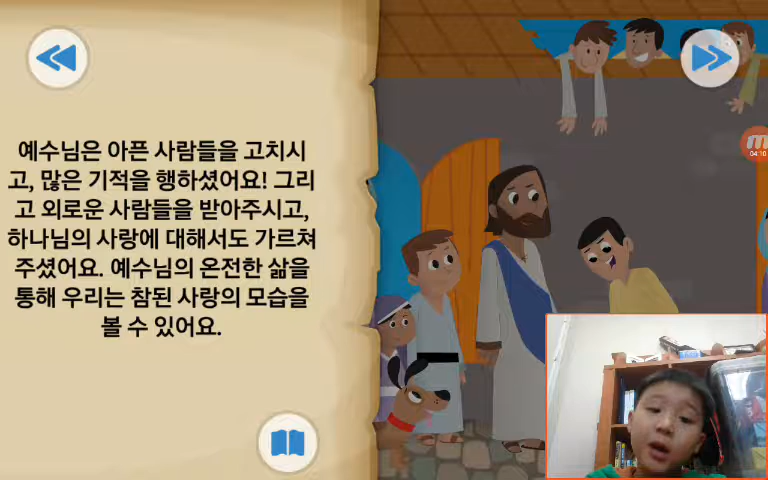 예수님은 아픈 사람들을 고치시
고, 많은 기적을 행하셨어요! 그리
고 외로운 사람들을 받아주시고,
하나님의 사랑에 대해서도 가르쳐
주셨어요. 예수님의 온전한 삶을
통해 우리는 참된 사랑의 모습을
볼 수 있어요.
04:10